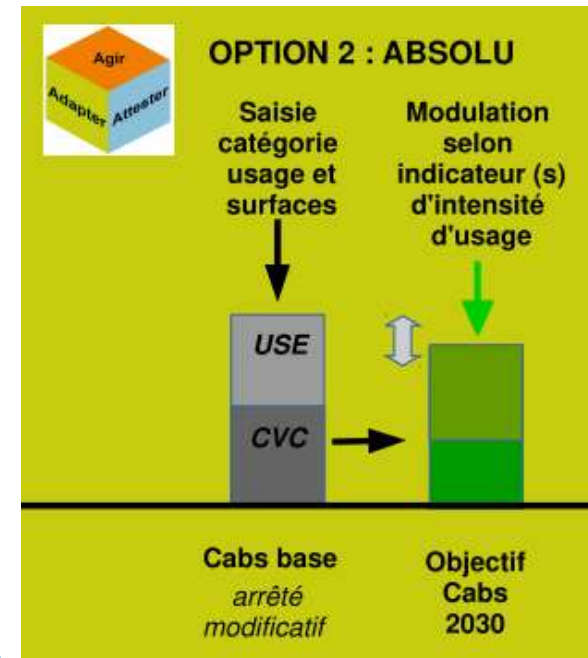 Agir
Adapter
Attester
OPTION 2 : ABSOLU
Saisie
catégorie
usage et
surfaces
Modulation
selon
indicateur (s)
d'intensité
d'usage
USE
CVC
Cabs base
arrêté
modificatif
Objectif
Cabs
2030